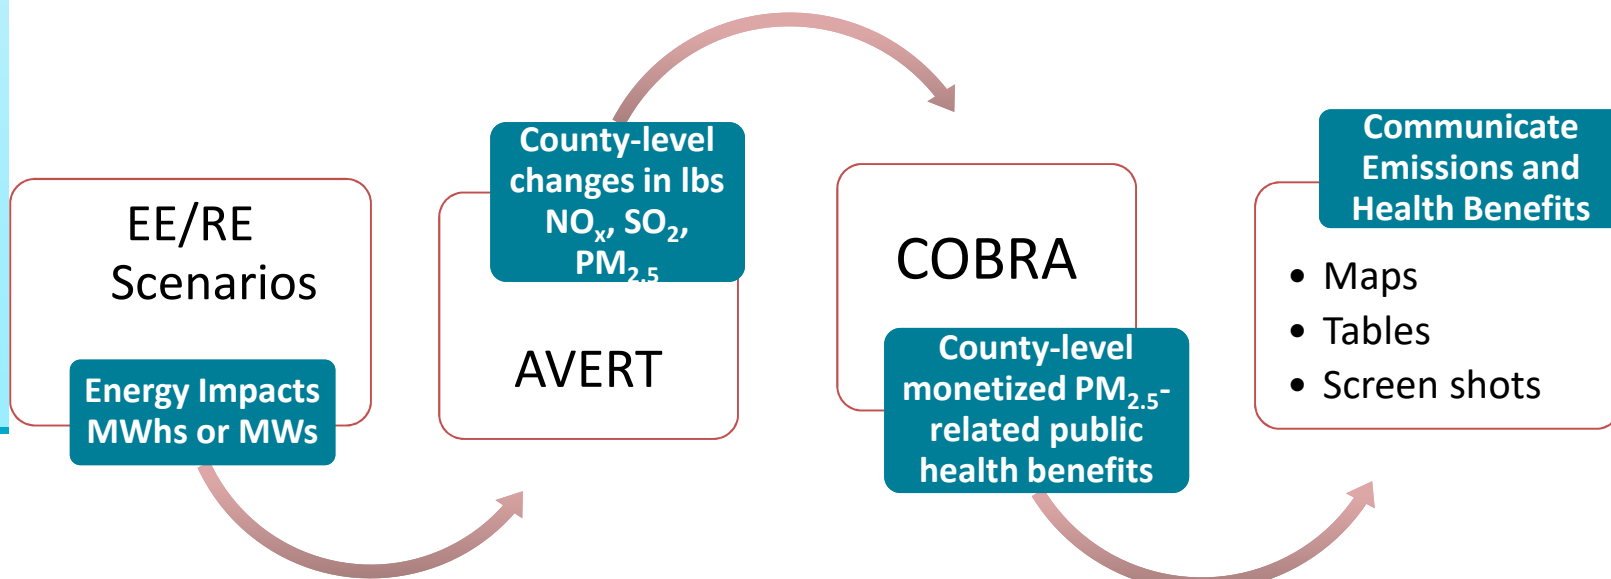 EE/RE
Scenarios
Energy Impacts
MWhs or MWs
County-level
changes in lbs
NOx, SO2,
PM2.5
AVERT
COBRA
County-level
monetized PM2.5-
related public
health benefits
Communicate
Emissions and
Health Benefits
• Maps
• Tables
• Screen shots